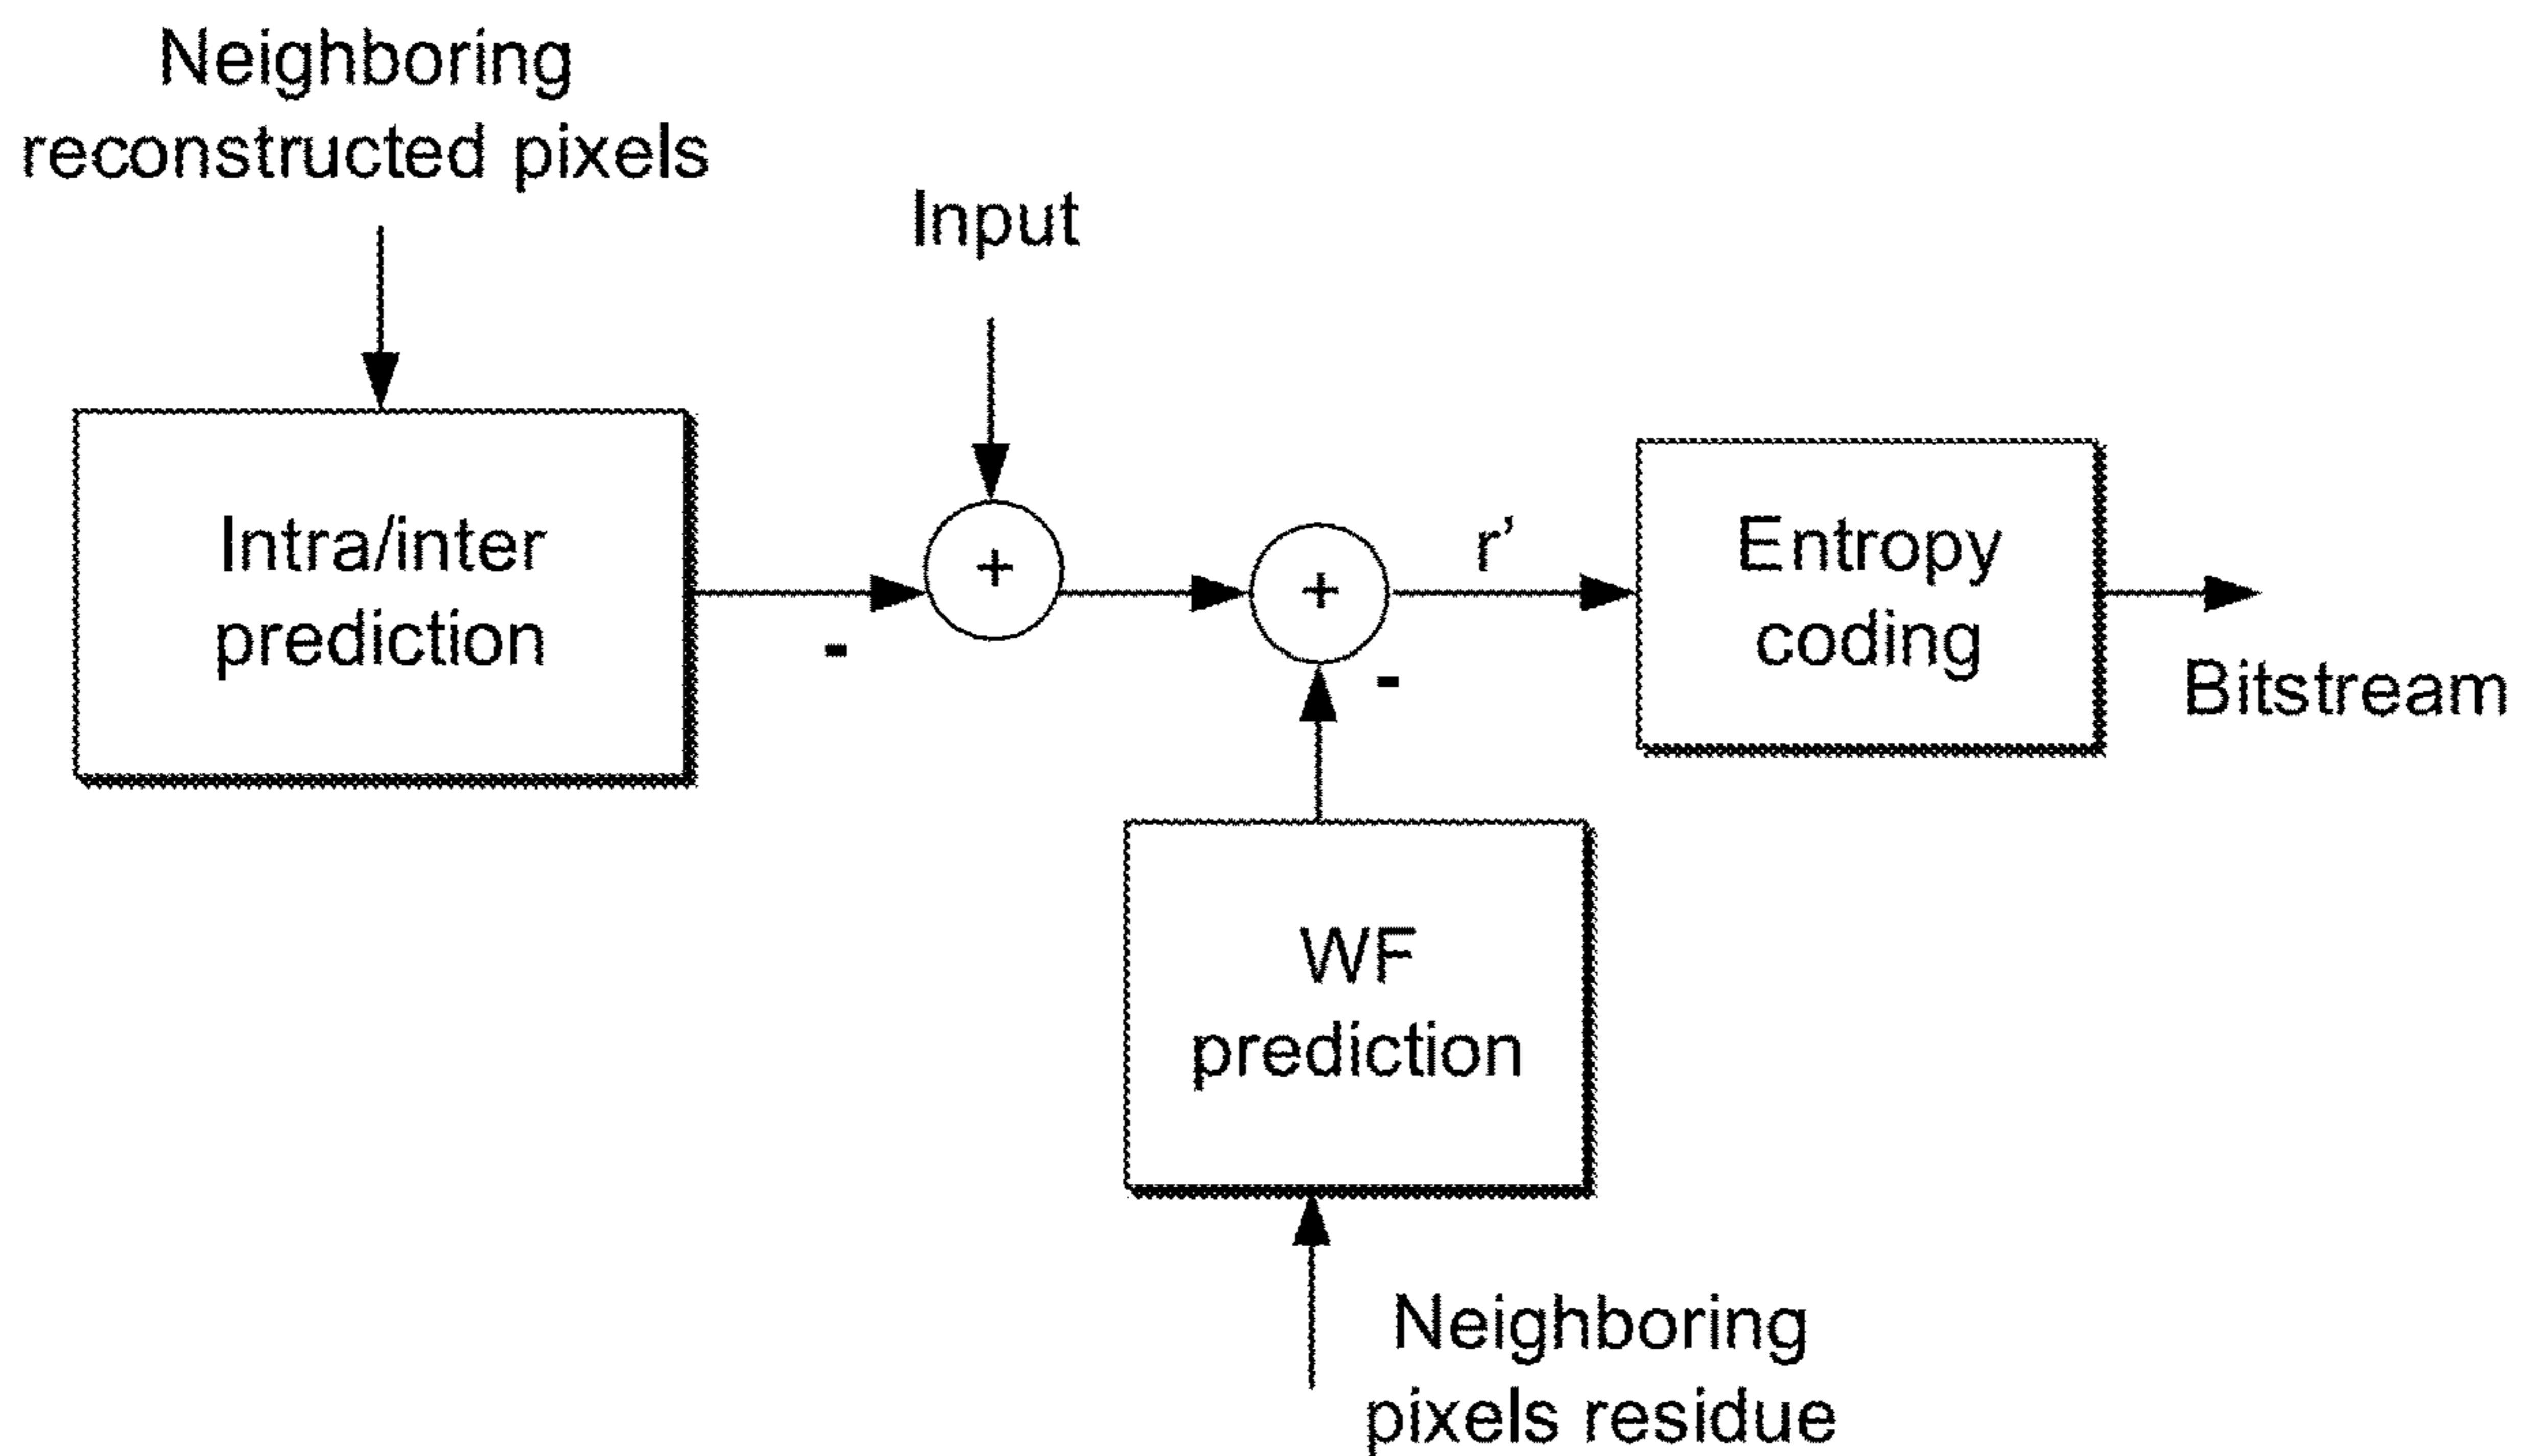 Neighboring
reconstructed pixels
Input
Intra/inter
prediction
+
-
+
-
r’
Entropy
coding
Bitstream
WF
prediction
Neighboring
pixels residue